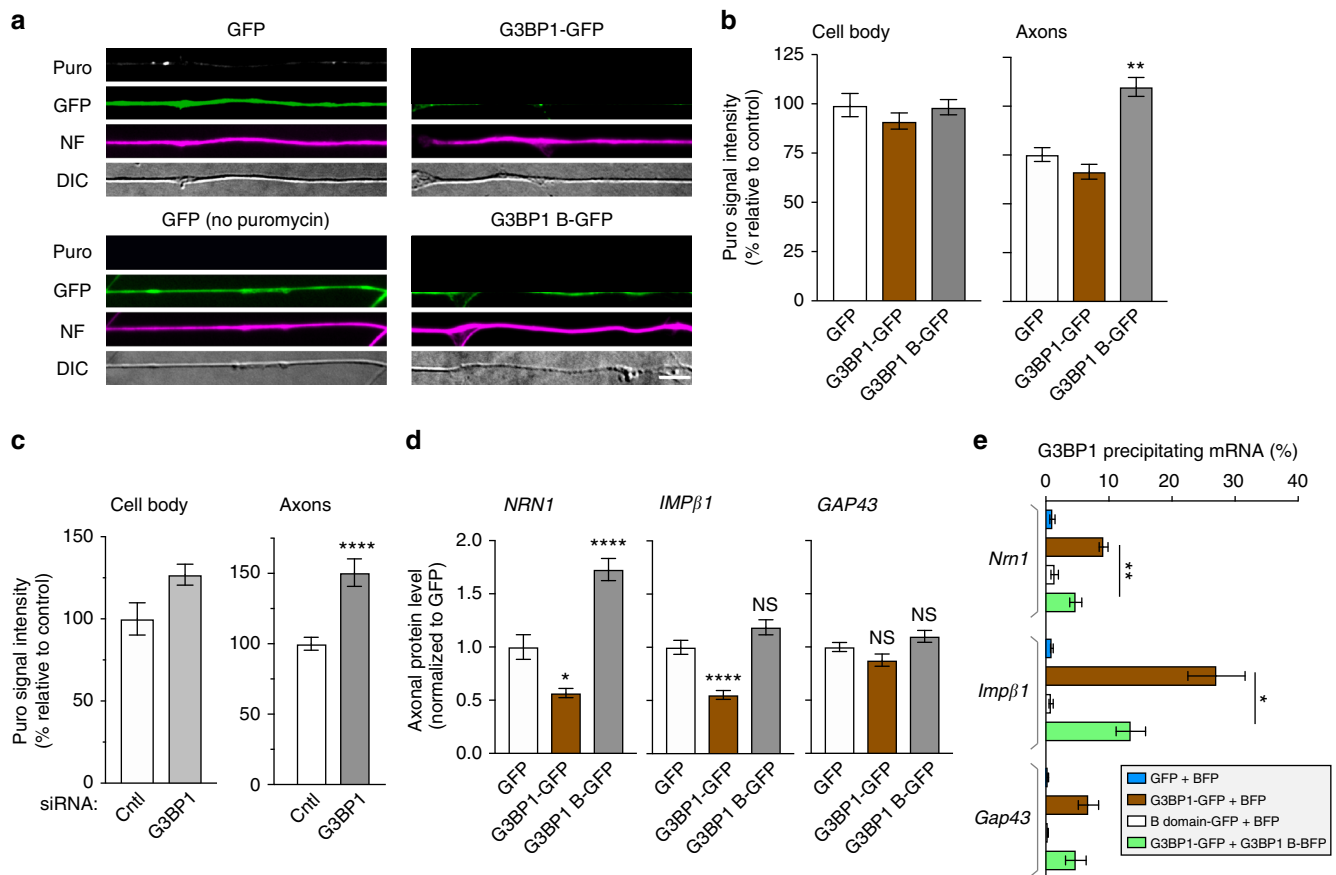 a
GFP
G3BP1-GFP
Puro
GFP
NF
DIC
GFP (no puromycin)
G3BP1 B-GFP
Puro
GFP
NF
DIC
b
Cell body
Axons
Puro signal intensity
(% relative to control)
125
100
75
50
25
0
**
GFP
G3BP1-GFP
G3BP1 B-GFP
GFP
G3BP1-GFP
G3BP1 B-GFP
c
Cell body
Axons
Puro signal intensity
(% relative to control)
150
100
50
0
150
100
50
0
****
siRNA:
Cntl
G3BP1
Cntl
G3BP1
d
NRN1
IMPβ1
GAP43
Axonal protein level
(normalized to GFP)
2.0
1.5
1.0
0.5
0.0
*
****
****
NS
NS
NS
GFP
G3BP1-GFP
G3BP1 B-GFP
GFP
G3BP1-GFP
G3BP1 B-GFP
GFP
G3BP1-GFP
G3BP1 B-GFP
e
G3BP1 precipitating mRNA (%)
0 10 20 30 40
Nrn1
**
Impβ1
*
Gap43
GFP + BFP
G3BP1-GFP + BFP
B domain-GFP + BFP
G3BP1-GFP + G3BP1 B-BFP